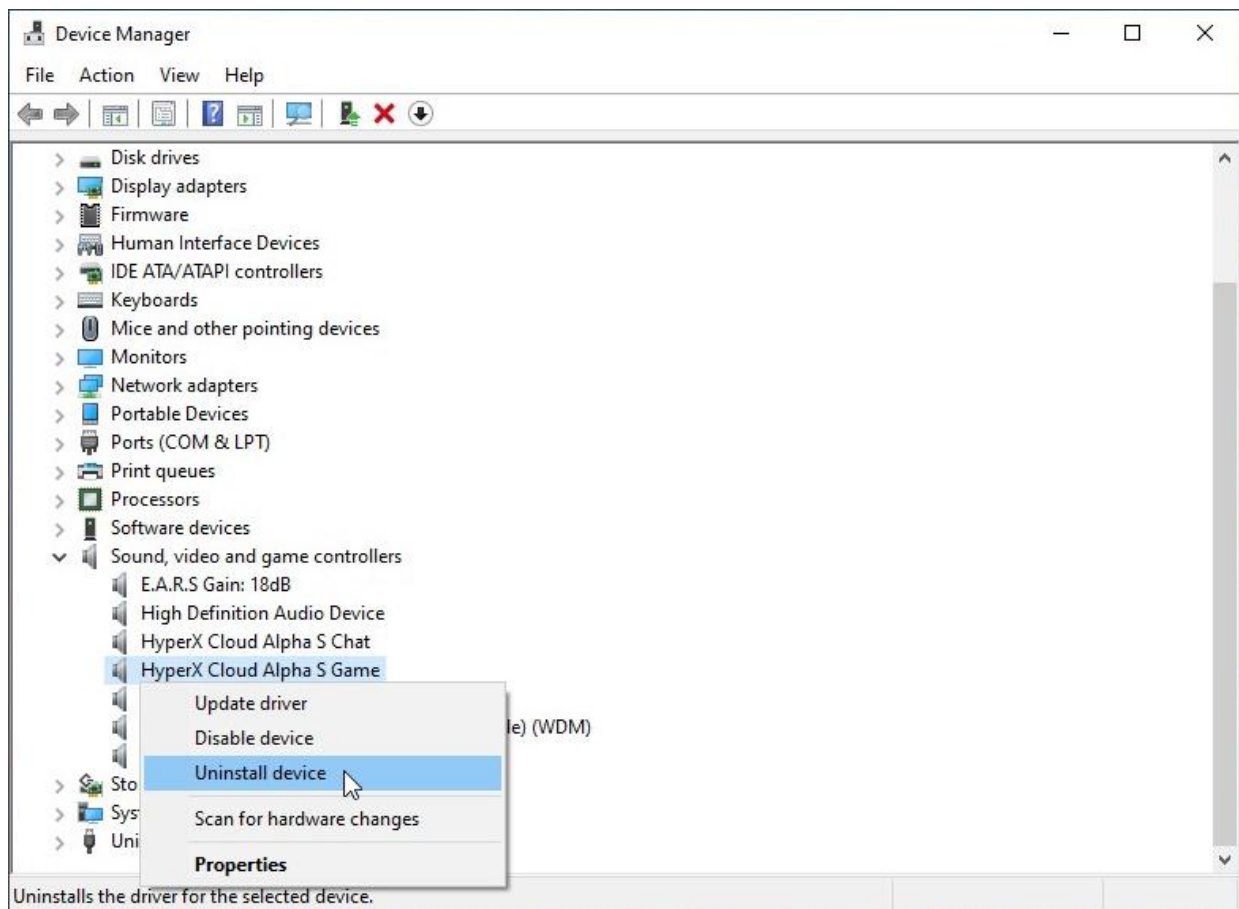 Device Manager
File Action View Help
Disk drives
Display adapters
Firmware
Human Interface Devices
IDE ATA/ATAPI controllers
Keyboards
Mice and other pointing devices
Monitors
Network adapters
Portable Devices
Ports (COM & LPT)
Print queues
Processors
Software devices
Sound, video and game controllers
E.A.R.S Gain: 18dB
High Definition Audio Device
HyperX Cloud Alpha S Chat
HyperX Cloud Alpha S Game
Update driver
le) (WDM)
Disable device
Uninstall device
Sto
Scan for hardware changes
Sys
Uni
Properties
Uninstalls the driver for the selected device.